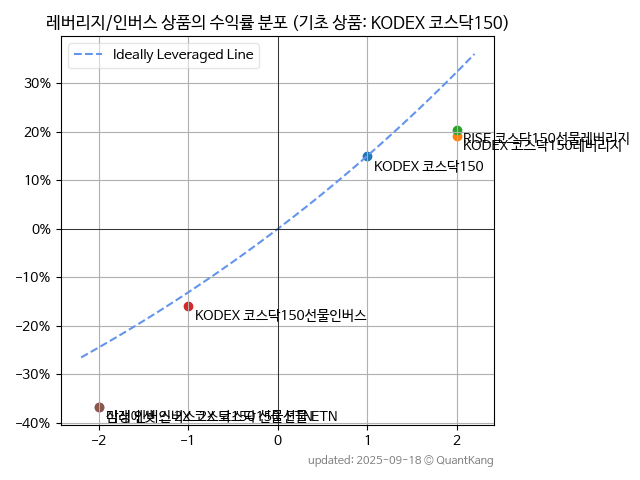 레버리지/인버스 상품의 수익률 분포 (기초 상품: KODEX 코스닥150)
Ideally Leveraged Line
30%
20%
10%
0%
−10%
−20%
−30%
−40%
RISE 코스닥150선물레버리지
KODEX 코스닥150레버리지
KODEX 코스닥150
KODEX 코스닥150선물인버스
−2
−1
0
1
2
updated: 2025-09-18 © QuantKang